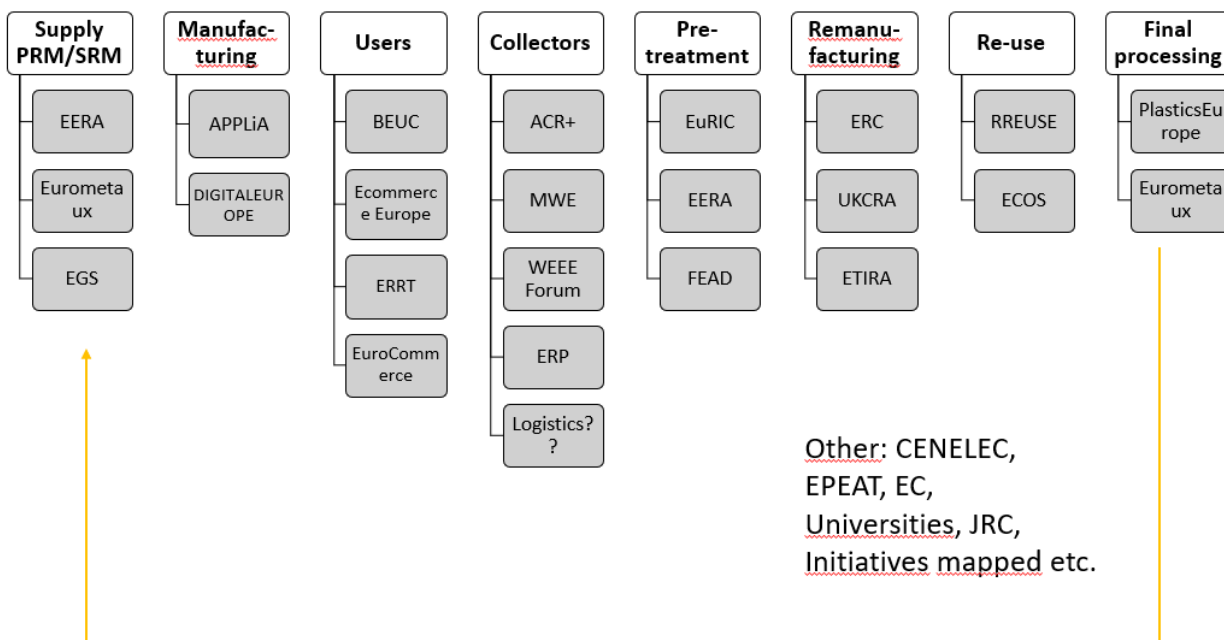 Supply
PRM/SRM
EERA
Eurometa
ux
EGS
Manufac-
turing
APPLiA
DIGITALEUR
OPE
Users
BEUC
Ecommerc
e Europe
ERRT
EuroComm
erce
Collectors
ACR+
MWE
WEEE
Forum
ERP
Logistics?
?
Pre-
treatment
EuRIC
EERA
FEAD
Remanu-
facturing
ERC
UKCRA
ETIRA
Re-use
RREUSE
ECOS
Final
processing
PlasticsEu
rope
Eurometa
ux
Other: CENELEC,
EPEAT, EC,
Universities, JRC,
Initiatives mapped etc.